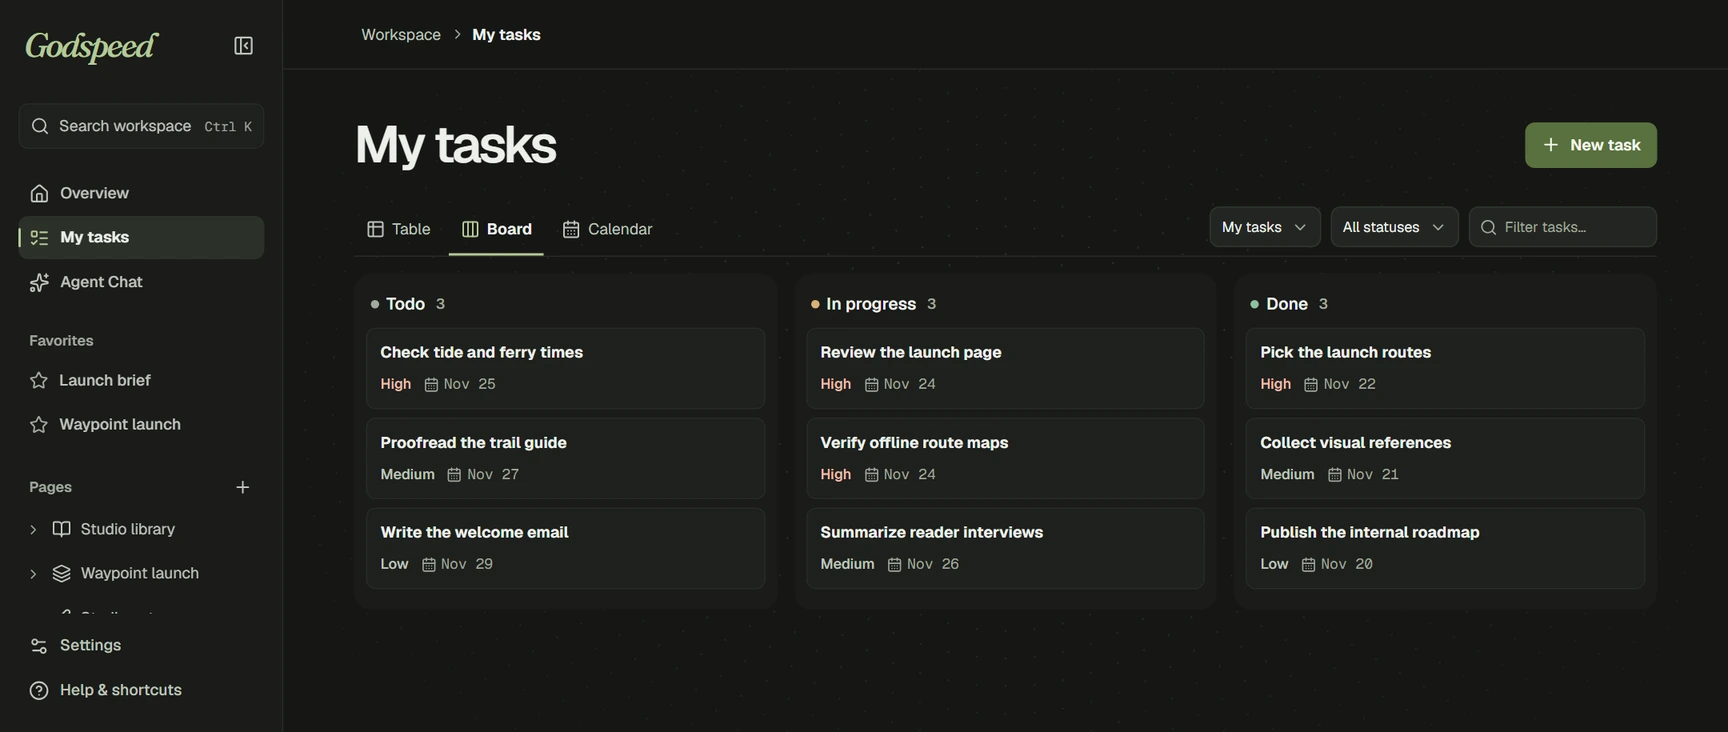 Godspeed
Search workspace Ctrl K
Overview
My tasks
Agent Chat
Favorites
Launch brief
Waypoint launch
Pages
Studio library
Waypoint launch
Settings
Help & shortcuts
Workspace > My tasks
My tasks
New task
Table Board Calendar
My tasks All statuses Filter tasks...
Todo 3
Check tide and ferry times
High Nov 25
Proofread the trail guide
Medium Nov 27
Write the welcome email
Low Nov 29
In progress 3
Review the launch page
High Nov 24
Verify offline route maps
High Nov 24
Summarize reader interviews
Medium Nov 26
Done 3
Pick the launch routes
High Nov 22
Collect visual references
Medium Nov 21
Publish the internal roadmap
Low Nov 20